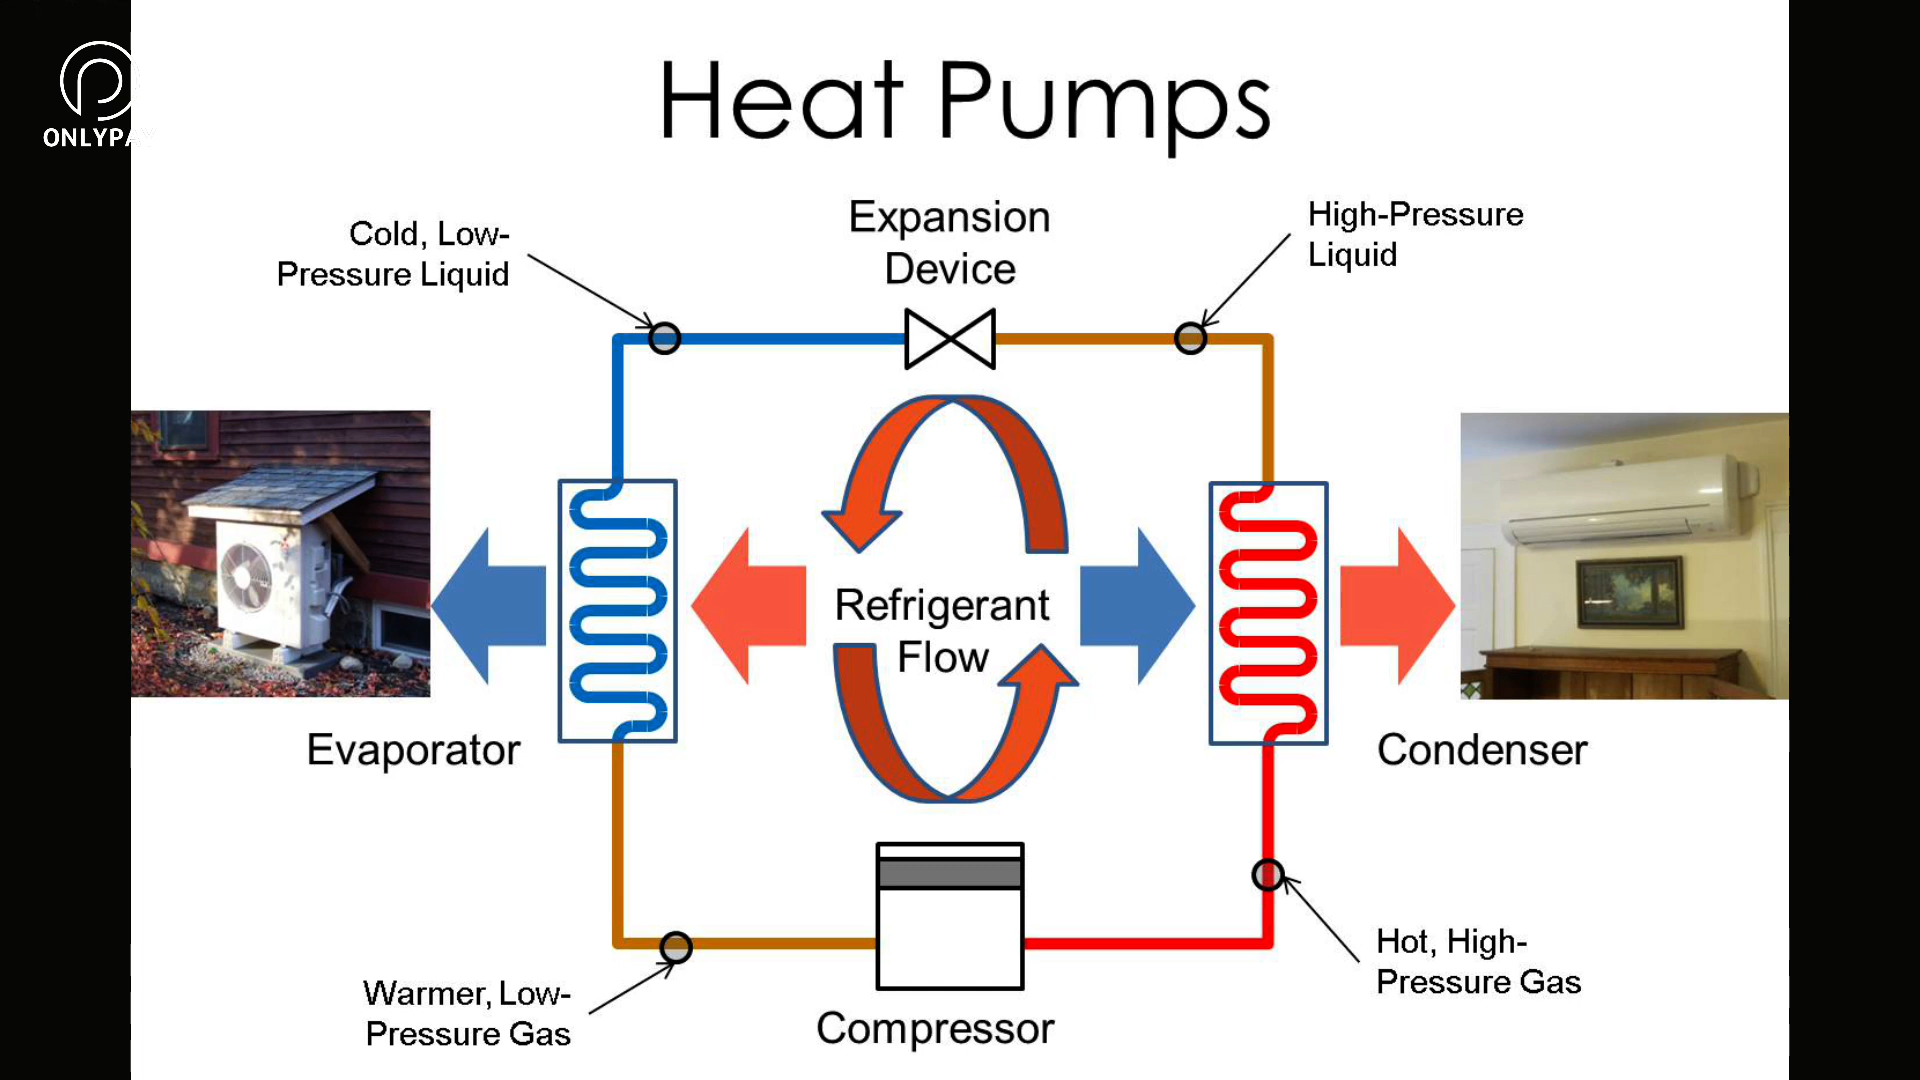 ONLYPAY
Heat Pumps
Cold, Low-
Pressure Liquid
Expansion
Device
High-Pressure
Liquid
Refrigerant
Flow
Evaporator
Condenser
Warmer, Low-
Pressure Gas
Compressor
Hot, High-
Pressure Gas